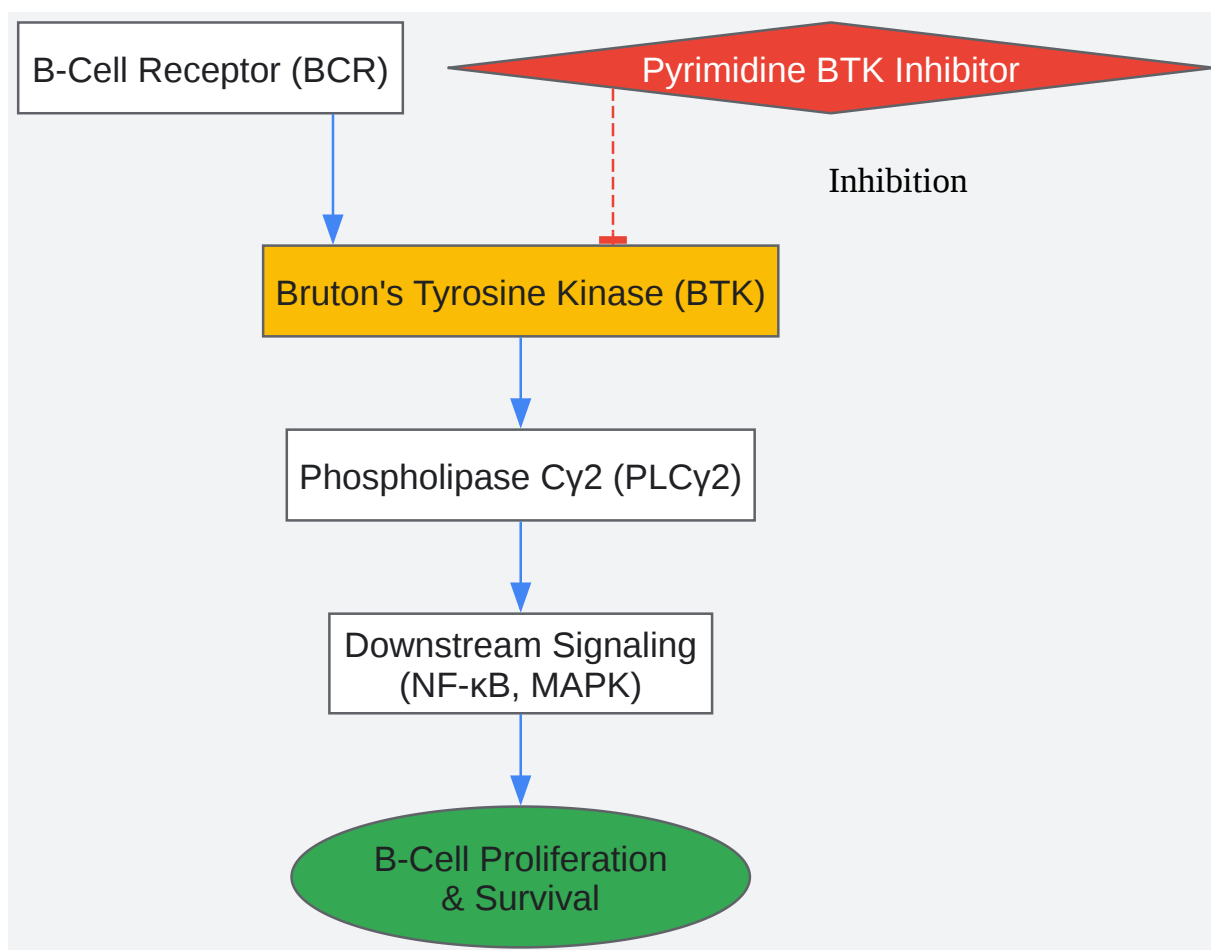 B-Cell Receptor (BCR)
Pyrimidine BTK Inhibitor
Inhibition
Bruton's Tyrosine Kinase (BTK)
Phospholipase Cγ2 (PLCγ2)
Downstream Signaling
(NF-κB, MAPK)
B-Cell Proliferation
& Survival